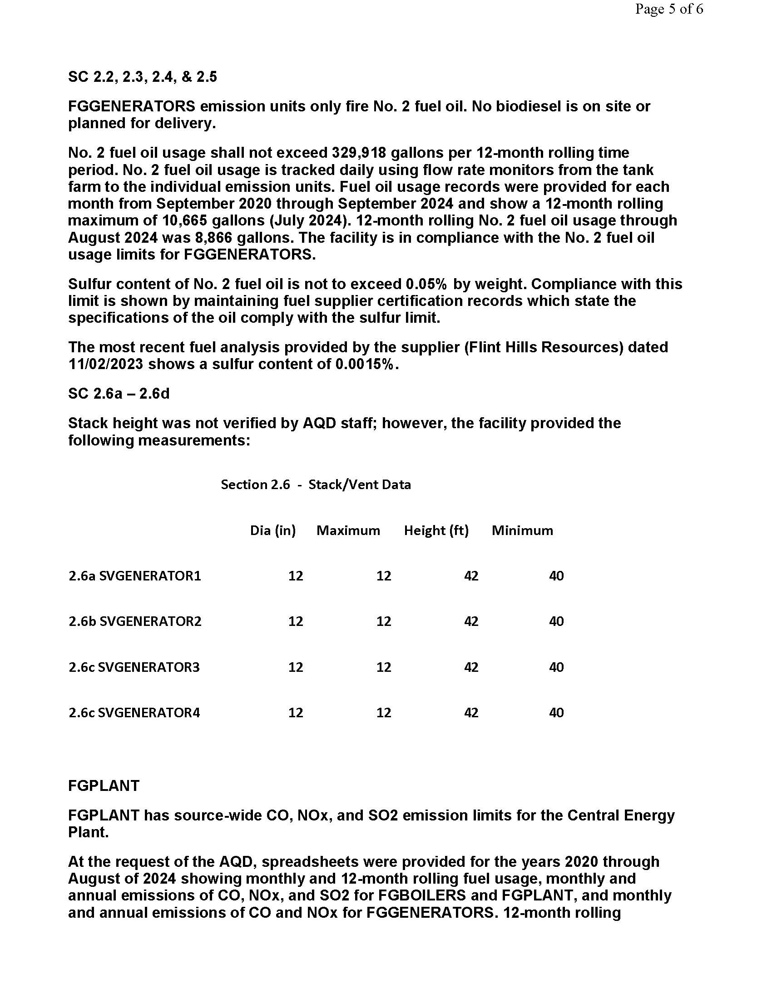 Page 5 of 6
SC 2.2, 2.3, 2.4, & 2.5
FGGENERATORS emission units only fire No. 2 fuel oil. No biodiesel is on site or
planned for delivery.
No. 2 fuel oil usage shall not exceed 329,918 gallons per 12-month rolling time
period. No. 2 fuel oil usage is tracked daily using flow rate monitors from the tank
farm to the individual emission units. Fuel oil usage records were provided for each
month from September 2020 through September 2024 and show a 12-month rolling
maximum of 10,665 gallons (July 2024). 12-month rolling No. 2 fuel oil usage through
August 2024 was 8,866 gallons. The facility is in compliance with the No. 2 fuel oil
usage limits for FGGENERATORS.
Sulfur content of No. 2 fuel oil is not to exceed 0.05% by weight. Compliance with this
limit is shown by maintaining fuel supplier certification records which state the
specifications of the oil comply with the sulfur limit.
The most recent fuel analysis provided by the supplier (Flint Hills Resources) dated
11/02/2023 shows a sulfur content of 0.0015%.
SC 2.6a – 2.6d
Stack height was not verified by AQD staff; however, the facility provided the
following measurements:
Section 2.6 - Stack/Vent Data
Dia (in) Maximum Height (ft) Minimum
2.6a SVGENERATOR1 12 12 42 40
2.6b SVGENERATOR2 12 12 42 40
2.6c SVGENERATOR3 12 12 42 40
2.6c SVGENERATOR4 12 12 42 40
FGPLANT
FGPLANT has source-wide CO, NOx, and SO2 emission limits for the Central Energy
Plant.
At the request of the AQD, spreadsheets were provided for the years 2020 through
August of 2024 showing monthly and 12-month rolling fuel usage, monthly and
annual emissions of CO, NOx, and SO2 for FGBOILERS and FGPLANT, and monthly
and annual emissions of CO and NOx for FGGENERATORS. 12-month rolling